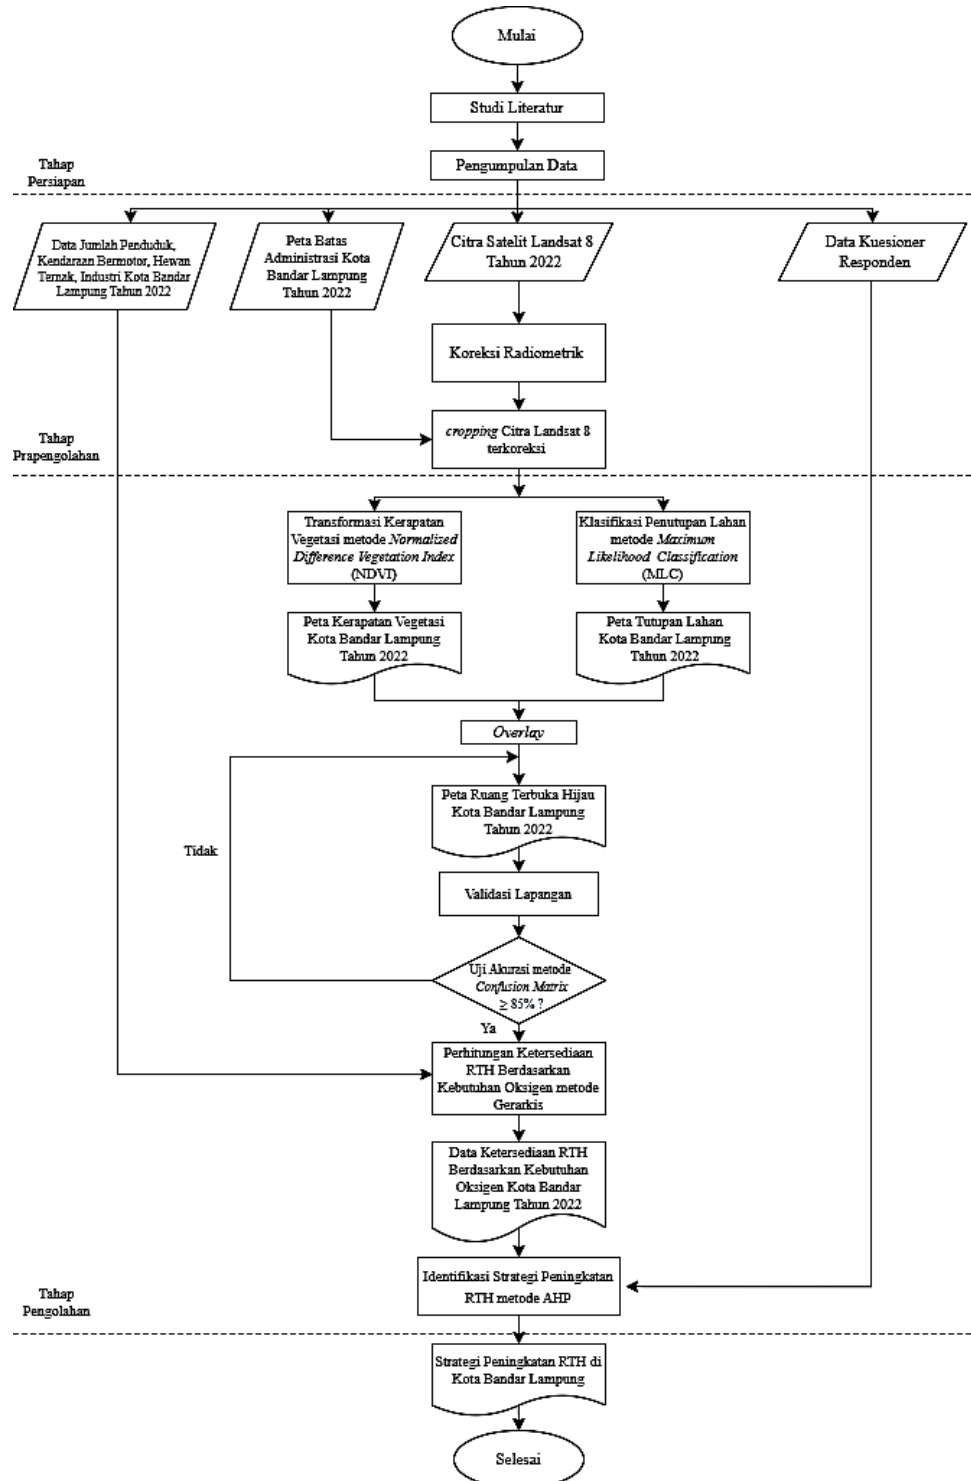 Mulai
Studi Literatur
Pengumpulan Data
Tahap
Persiapan
Data Jumlah Penduduk,
Kendaraan Bermotor, Hewan
Ternak, Industri Kota Bandar
Lampung Tahun 2022
Peta Batas
Administrasi Kota
Bandar Lampung
Tahun 2022
Citra Satelit Landsat 8
Tahun 2022
Data Kuesioner
Responden
Koreksi Radiometrik
cropping Citra Landsat 8
terkoreksi
Tahap
Prapengolahan
Transformasi Kerapatan
Vegetasi metode Normalized
Difference Vegetation Index
(NDVI)
Klasifikasi Penutupan Lahan
metode Maximum
Likelihood Classification
(MLC)
Peta Kerapatan Vegetasi
Kota Bandar Lampung
Tahun 2022
Peta Tutupan Lahan
Kota Bandar Lampung
Tahun 2022
Overlay
Peta Ruang Terbuka Hijau
Kota Bandar Lampung
Tahun 2022
Tidak
Validasi Lapangan
Uji Akurasi metode
Confusion Matrix
≥ 85% ?
Ya
Perhitungan Ketersediaan
RTH Berdasarkan
Kebutuhan Oksigen metode
Gerarkis
Data Ketersediaan RTH
Berdasarkan Kebutuhan
Oksigen Kota Bandar
Lampung Tahun 2022
Identifikasi Strategi Peningkatan
RTH metode AHP
Tahap
Pengolahan
Strategi Peningkatan RTH di
Kota Bandar Lampung
Selesai